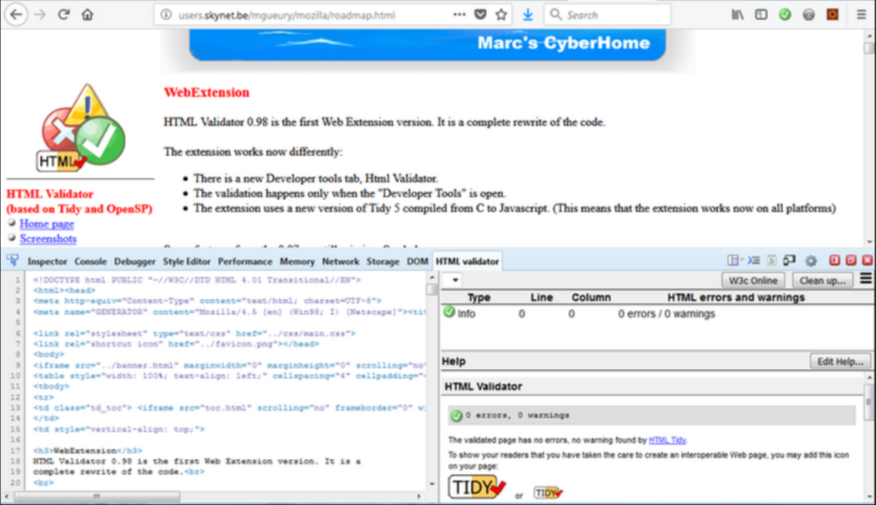 users.skynet.be/mgueury/mozilla/roadmap.html
Search
Marc's CyberHome
WebExtension
HTML Validator 0.98 is the first Web Extension version. It is a complete rewrite of the code.
The extension works now differently:
There is a new Developer tools tab, Html Validator.
The validation happens only when the "Developer Tools" is open.
The extension uses a new version of Tidy 5 compiled from C to Javascript. (This means that the extension works now on all platforms)
HTML
HTML Validator
(based on Tidy and OpenSP)
Home page
Screenshots
Inspector Console Debugger Style Editor Performance Memory Network Storage DOM HTML validator
1 <!DOCTYPE html PUBLIC "-//W3C//DTD HTML 4.01 Transitional//EN">
2 <html><head>
3 <meta http-equiv="Content-Type" content="text/html; charset=UTF-8">
4 <meta name="GENERATOR" content="Mozilla/4.5 [en] (Win98; I) [Netscape]"><ti
5
6 <link rel="stylesheet" type="text/css" href="../css/main.css">
7 <link rel="shortcut icon" href="../favicon.png"></head>
8 <body>
9 <iframe src="../banner.html" marginwidth="0" marginheight="0" scrolling="no"
10 <table style="width: 100%; text-align: left;" cellspacing="4" cellpadding="
11 <tbody>
12 <tr>
13 <td class="td_toc"> <iframe src="toc.html" scrolling="no" frameborder="0" wi
14 </td>
15 <td style="vertical-align: top;">
16
17 <h3>WebExtension</h3>
18 HTML Validator 0.98 is the first Web Extension version. It is a
19 complete rewrite of the code.<br>
20 <br>
W3c Online Clean up...
Type Line Column HTML errors and warnings
Info 0 0 0 errors / 0 warnings
Help Edit Help...
HTML Validator
0 errors, 0 warnings
The validated page has no errors, no warning found by HTML Tidy.
To show your readers that you have taken the care to create an interoperable Web page, you may add this icon
on your page:
TIDY or TIDY